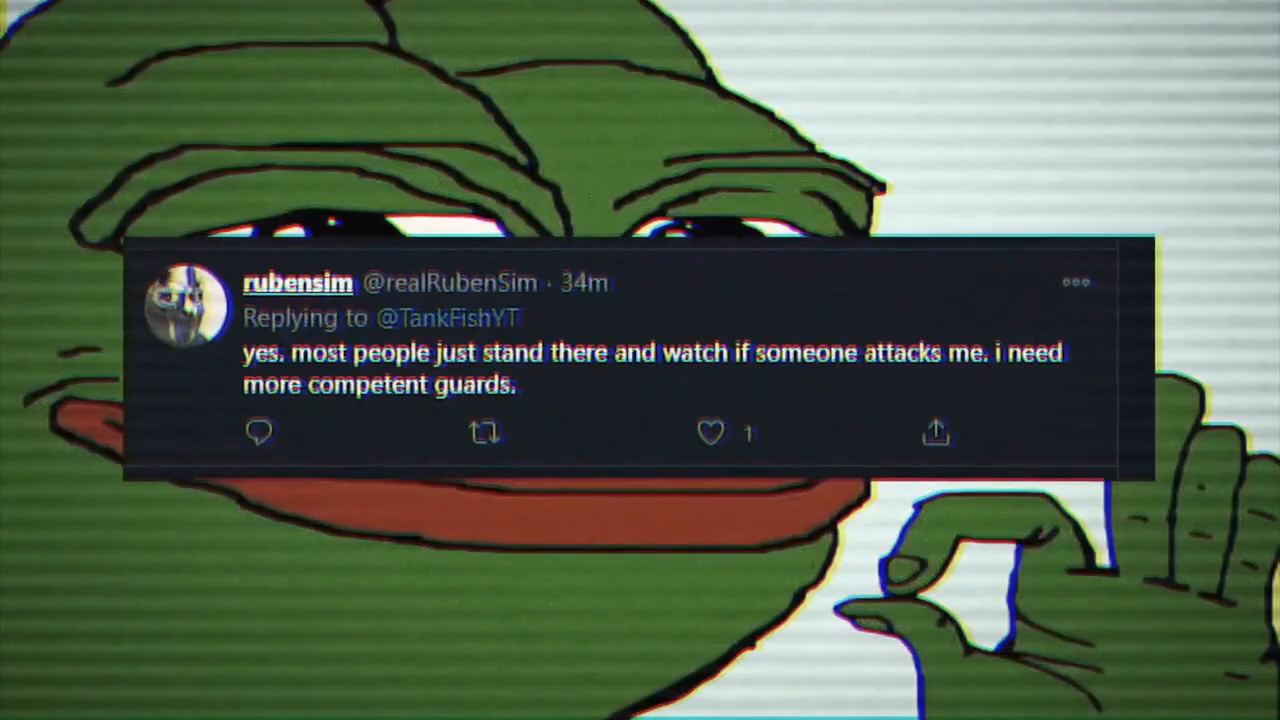 rubensim @realRubenSim · 34m
Replying to @TankFishYT
yes. most people just stand there and watch if someone attacks me. i need
more competent guards.
1